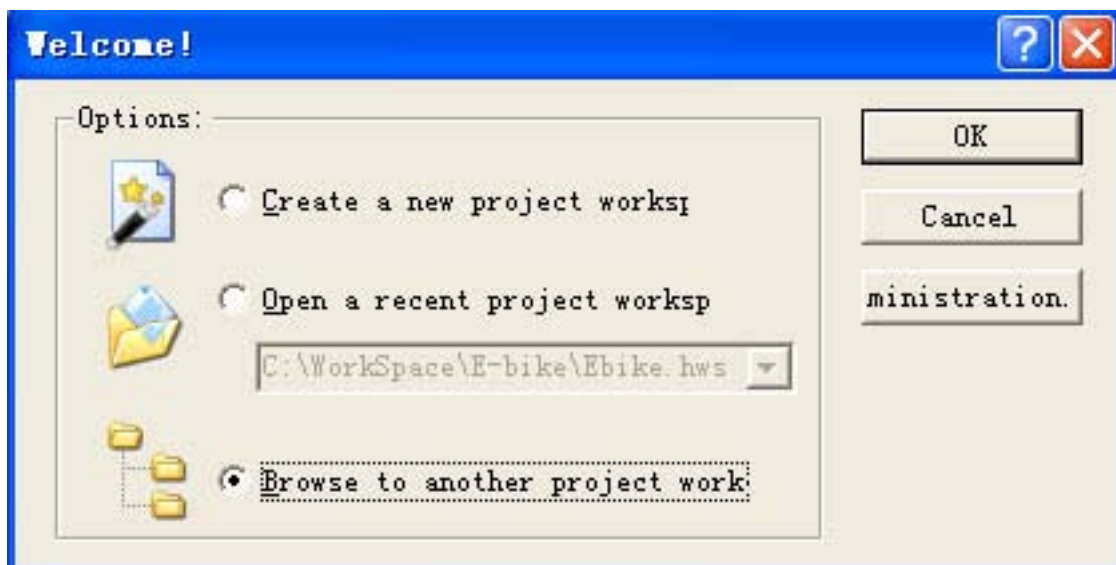 Welcome!
?
Options:
Create a new project worksp
Open a recent project worksp
C:\WorkSpace\E-bike\Ebike.hws
Browse to another project work
OK
Cancel
ministration.